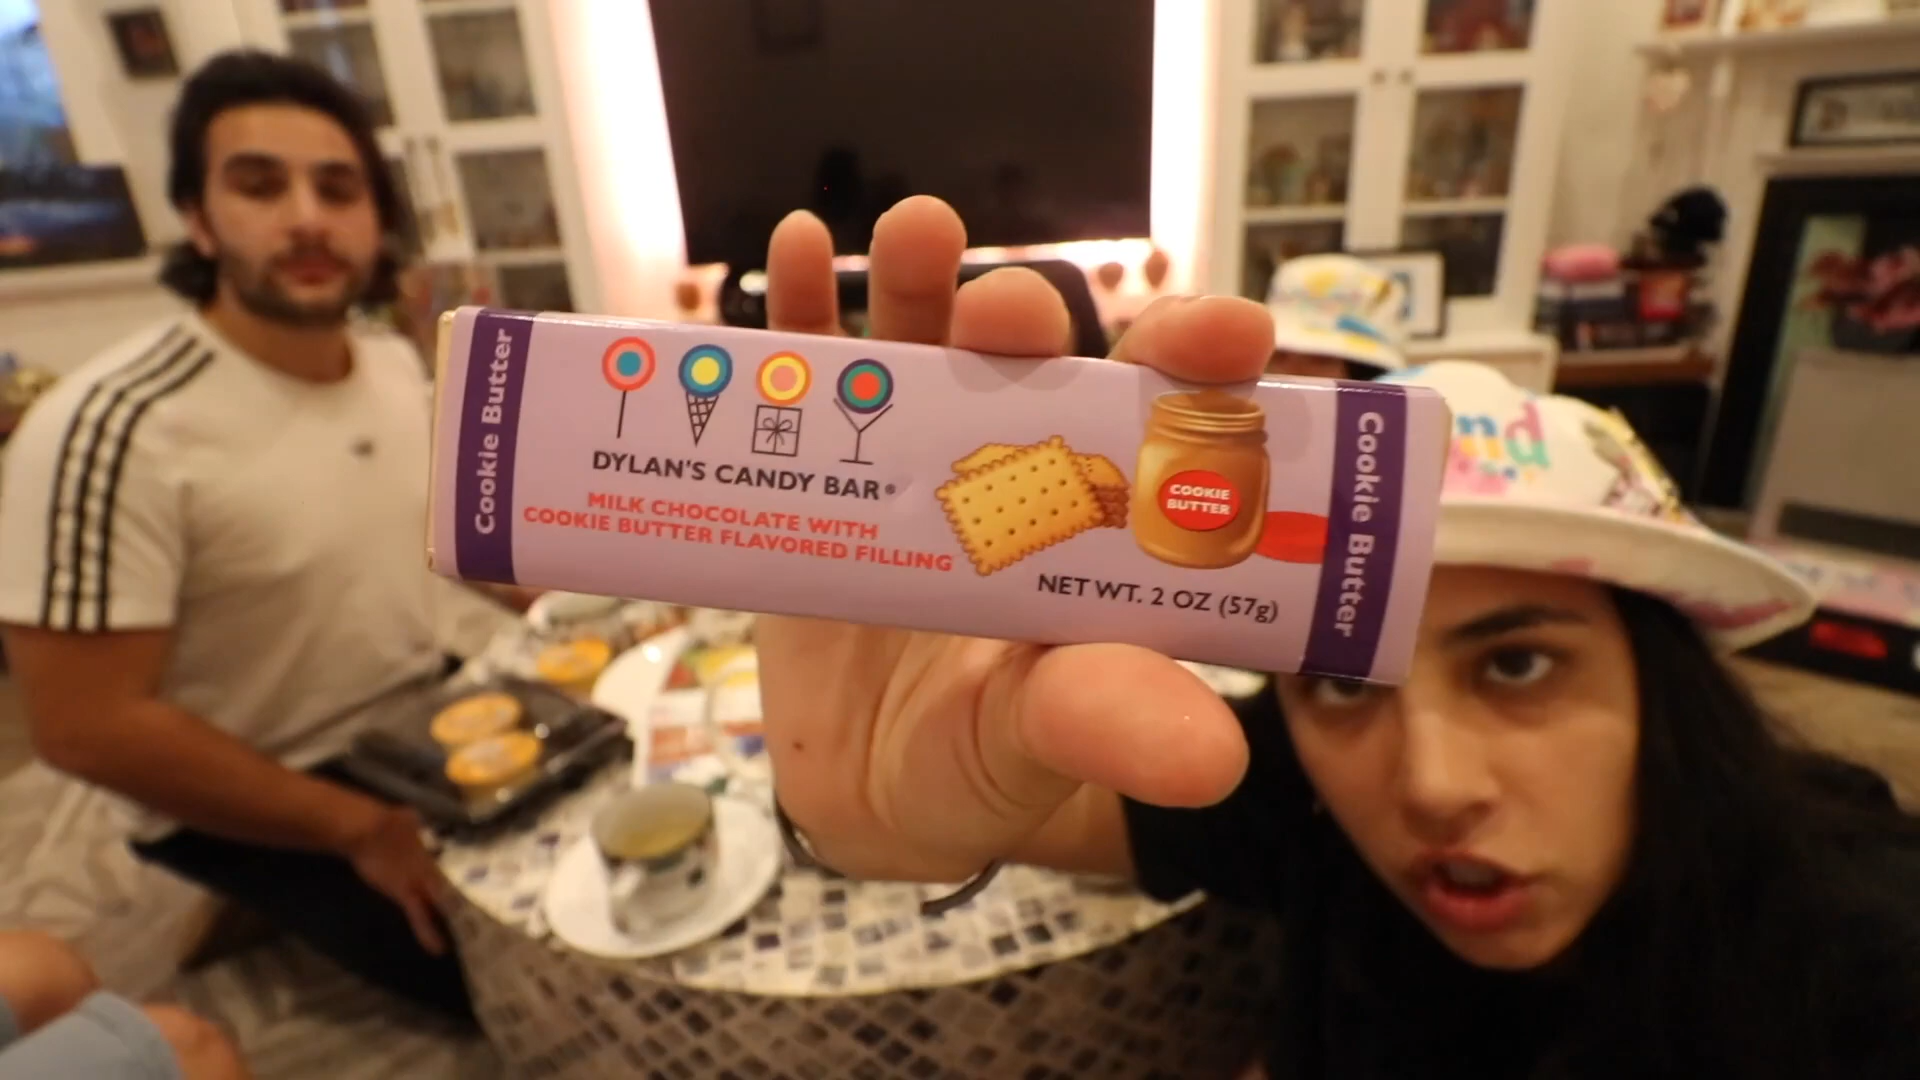 Cookie Butter
DYLAN'S CANDY BAR®
MILK CHOCOLATE WITH
COOKIE BUTTER FLAVORED FILLING
COOKIE
BUTTER
NET WT. 2 OZ (57g)
Cookie Butter